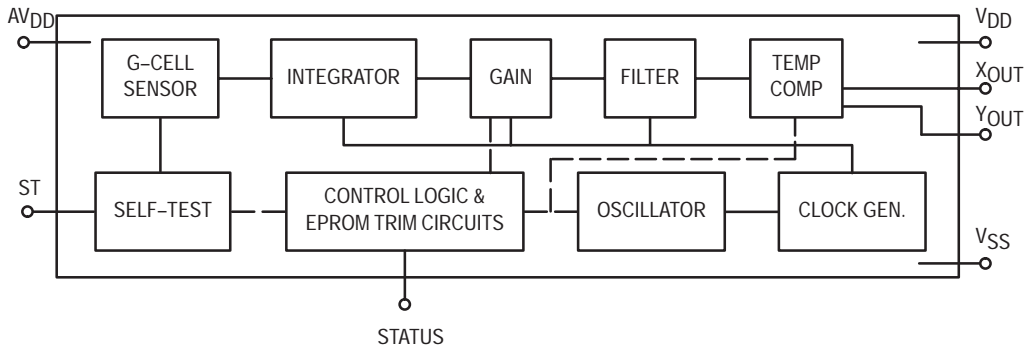 AVDD
VDD
G–CELL
SENSOR
INTEGRATOR
GAIN
FILTER
TEMP
COMP
XOUT
YOUT
ST
SELF–TEST
CONTROL LOGIC &
EPROM TRIM CIRCUITS
OSCILLATOR
CLOCK GEN.
VSS
STATUS